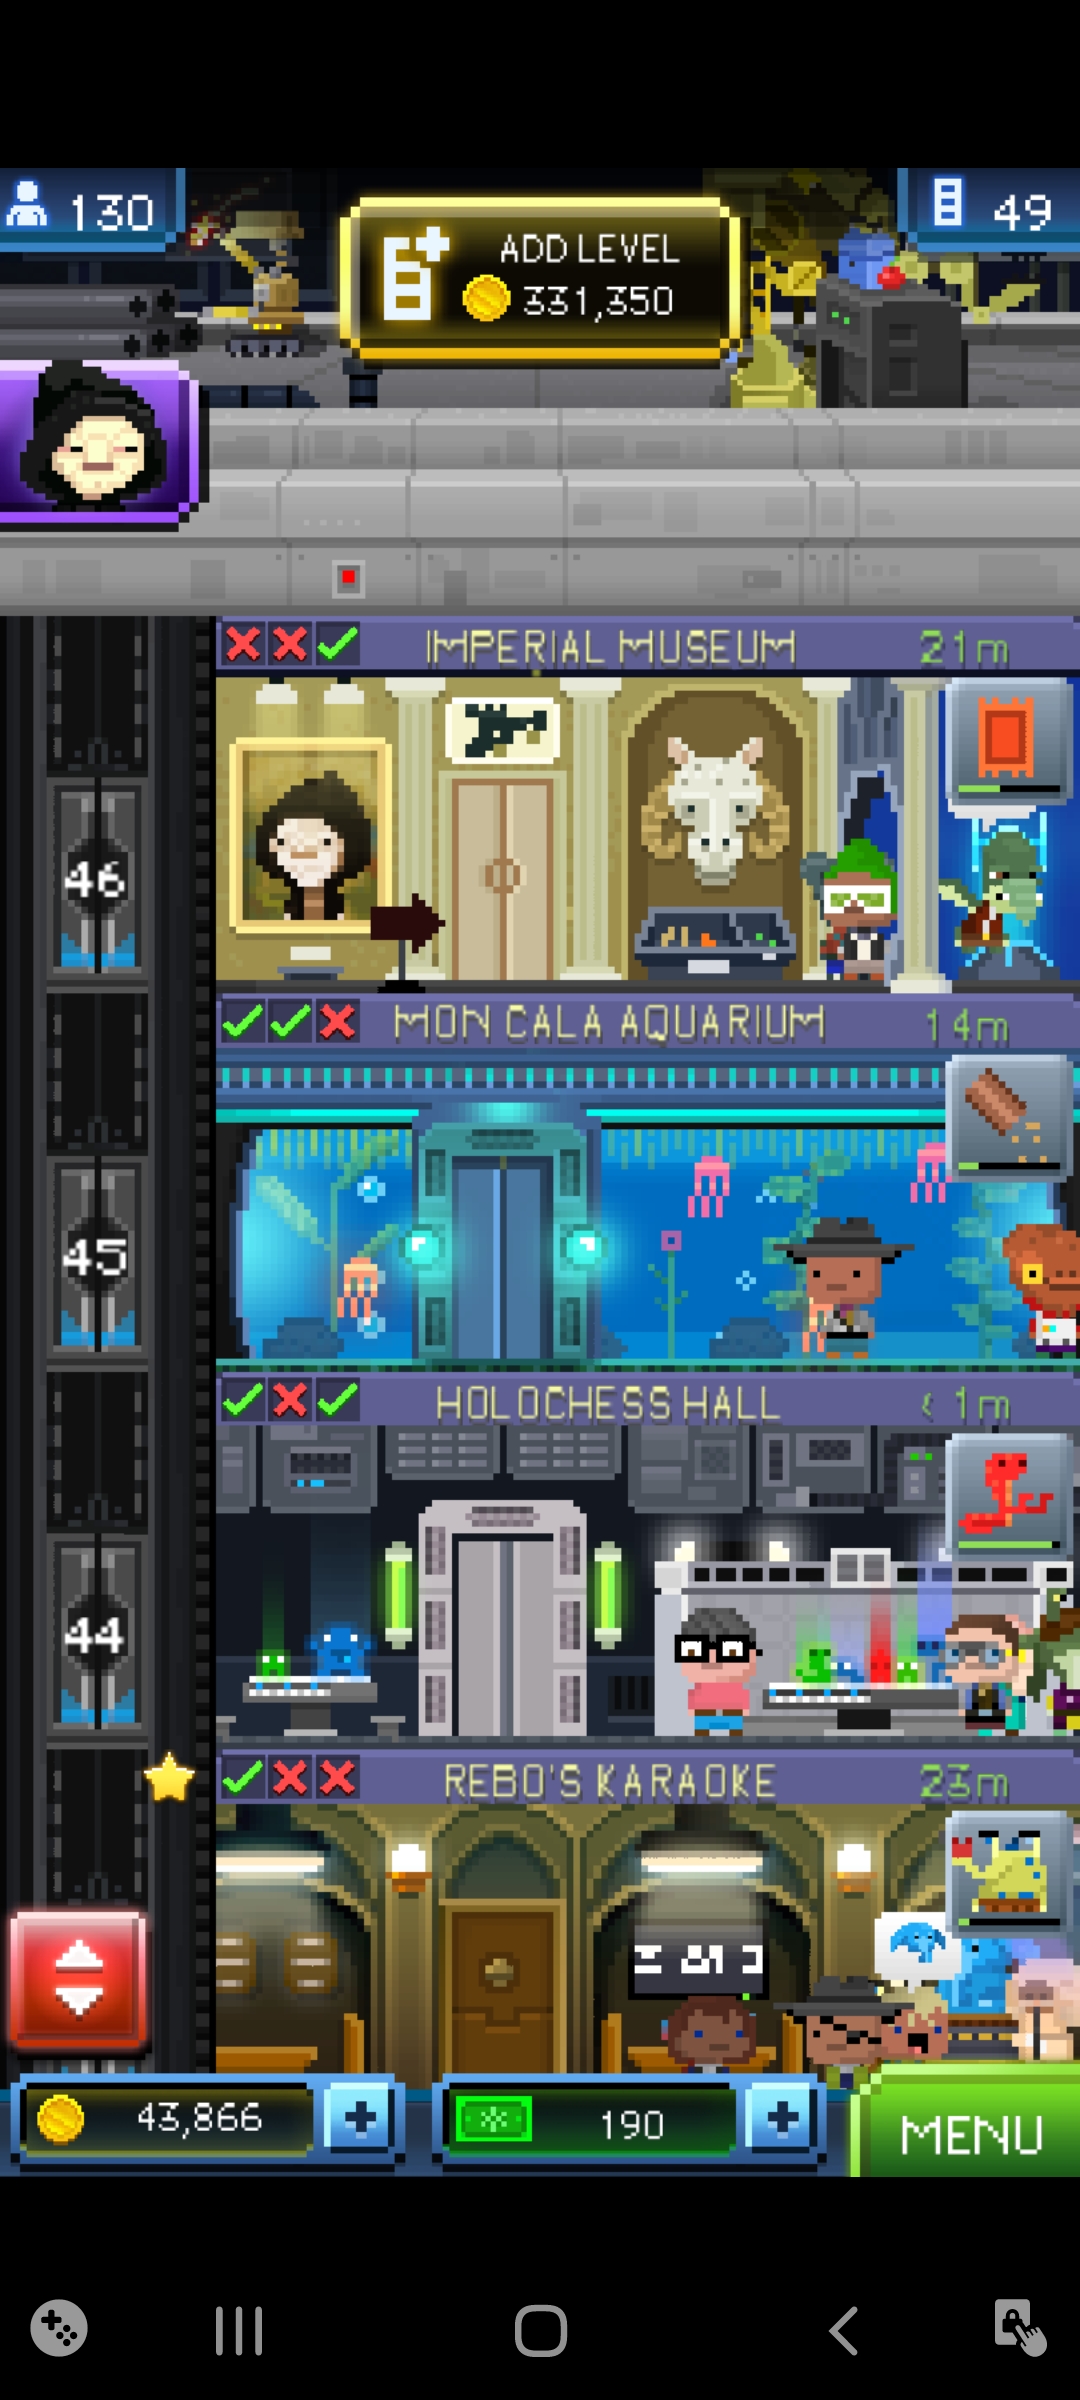 130
ADD LEVEL
331,350
49
IMPERIAL MUSEUM
21m
46
MON CALA AQUARIUM
14m
45
HOLOCHESS HALL
< 1m
44
REBO'S KARAOKE
23m
43,866
190
MENU